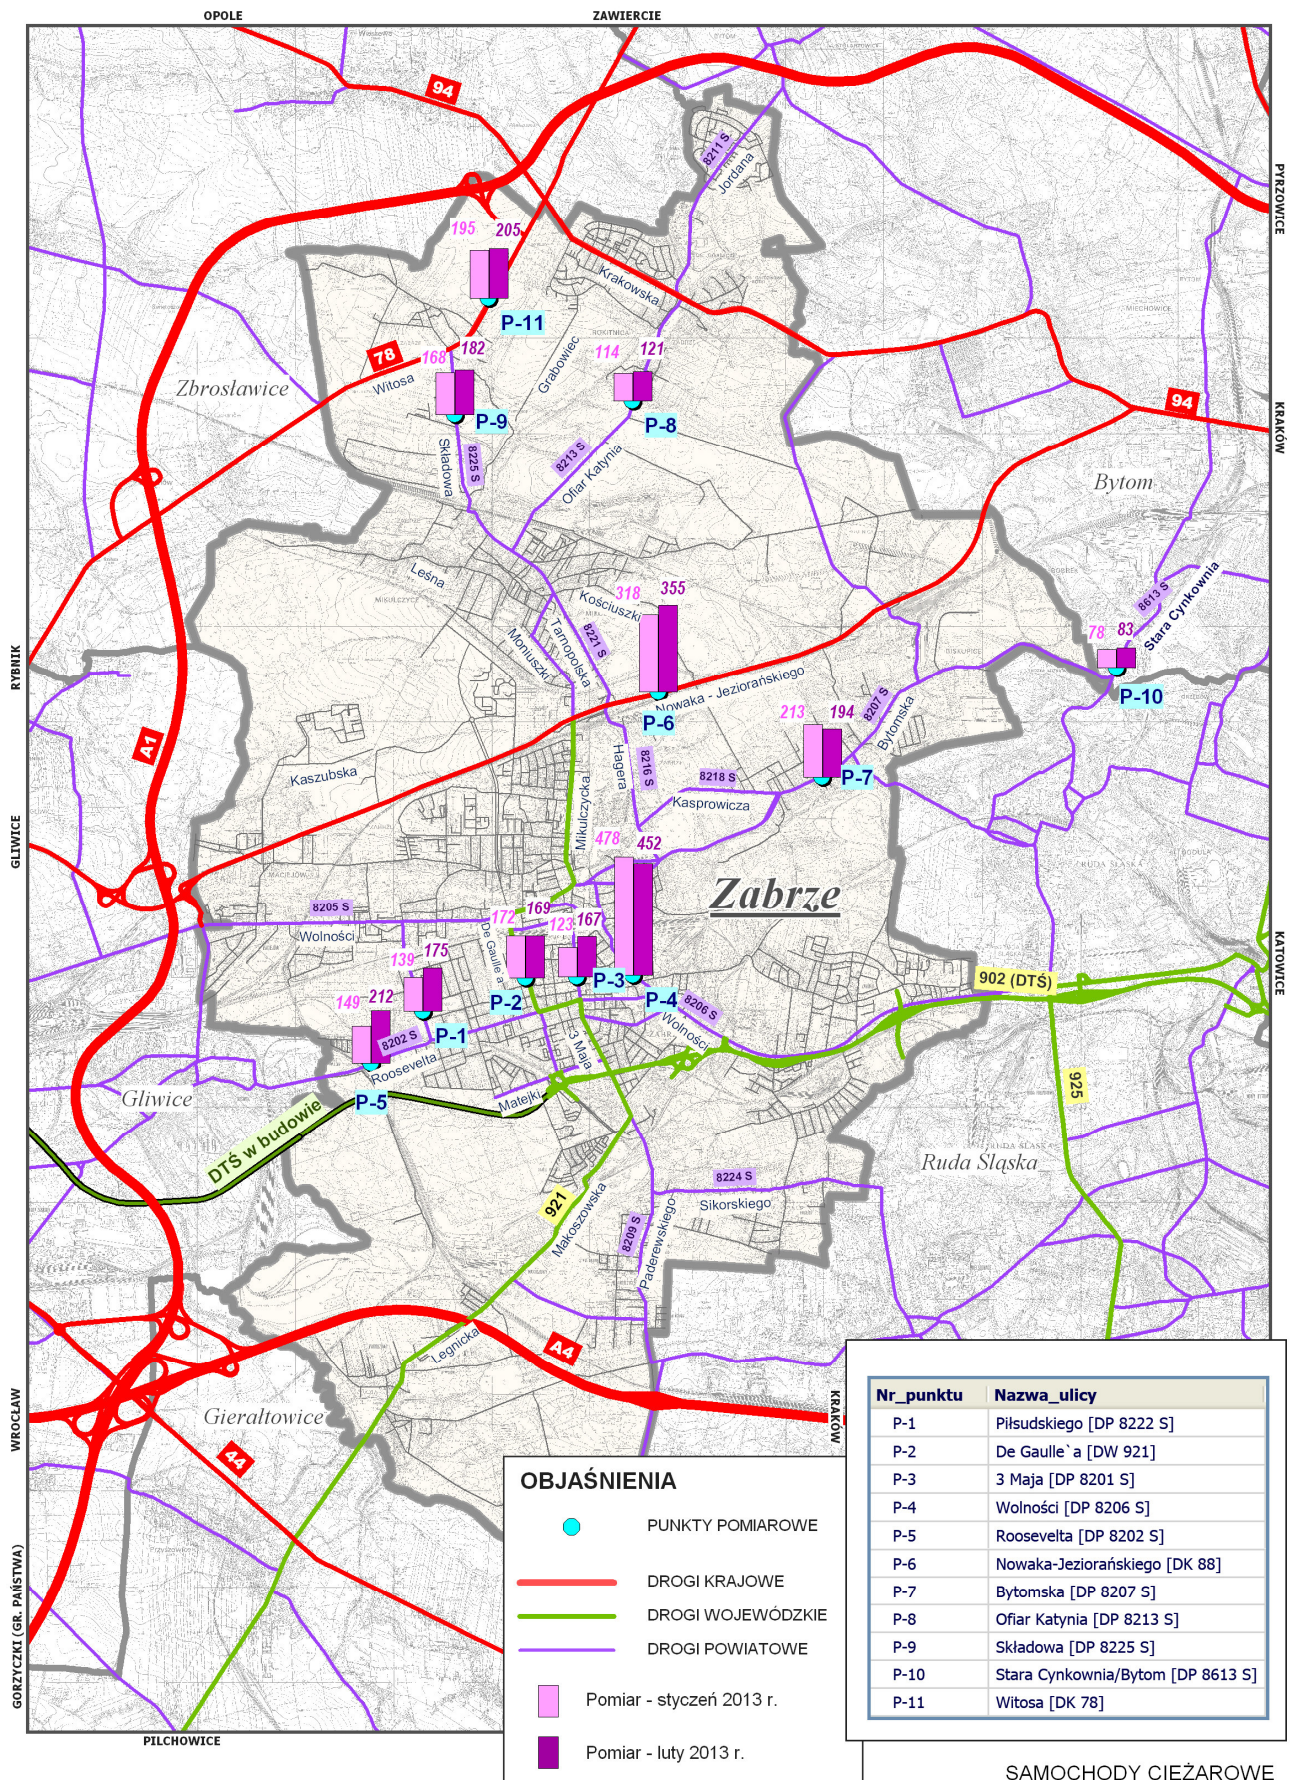 OPOLE
ZAWIERCIE
94
8211 S
Jordana
PYRZOWICE
195
205
Krakowska
P-11
78
168
182
Witosa
Grabowiec
114
121
Zbrosławice
94
KRAKÓW
P-9
P-8
Składowa
8225 S
8213 S
Ofiar Katynia
Bytom
Leśna
318
355
Kościuszki
8221 S
Tarnopolska
Moniuszki
8613 S
Stara Cynkownia
78
83
RYBNIK
P-10
Nowaka - Jeziorańskiego
P-6
213
194
8207 S
Bytomska
A1
Hagera
8216 S
Kaszubska
8218 S
P-7
Kasprowicza
Mikulczycka
GLIWICE
478
452
Zabrze
8205 S
Wolności
172
169
123
167
De Gaulle'a
139
175
KATOWICE
902 (DTŚ)
P-2
P-3
P-4
149
212
8206 S
Wolności
8202 S
P-1
3 Maja
Roosevelta
925
Gliwice
P-5
Matejki
DTŚ w budowie
RUDA ŚLĄSKA
Ruda Śląska
8224 S
Sikorskiego
921
Makoszowska
8209 S
Paderewskiego
Legnicka
A4
WROCŁAW
KRAKÓW
Gierałtowice
44
GORZYCZKI (GR. PAŃSTWA)
PILCHOWICE
Nr_punktu Nazwa_ulicy
P-1 Piłsudskiego [DP 8222 S]
P-2 De Gaulle`a [DW 921]
P-3 3 Maja [DP 8201 S]
P-4 Wolności [DP 8206 S]
P-5 Roosevelta [DP 8202 S]
P-6 Nowaka-Jeziorańskiego [DK 88]
P-7 Bytomska [DP 8207 S]
P-8 Ofiar Katynia [DP 8213 S]
P-9 Składowa [DP 8225 S]
P-10 Stara Cynkownia/Bytom [DP 8613 S]
P-11 Witosa [DK 78]
OBJAŚNIENIA
PUNKTY POMIAROWE
DROGI KRAJOWE
DROGI WOJEWÓDZKIE
DROGI POWIATOWE
Pomiar - styczeń 2013 r.
Pomiar - luty 2013 r.
SAMOCHODY CIEŻAROWE